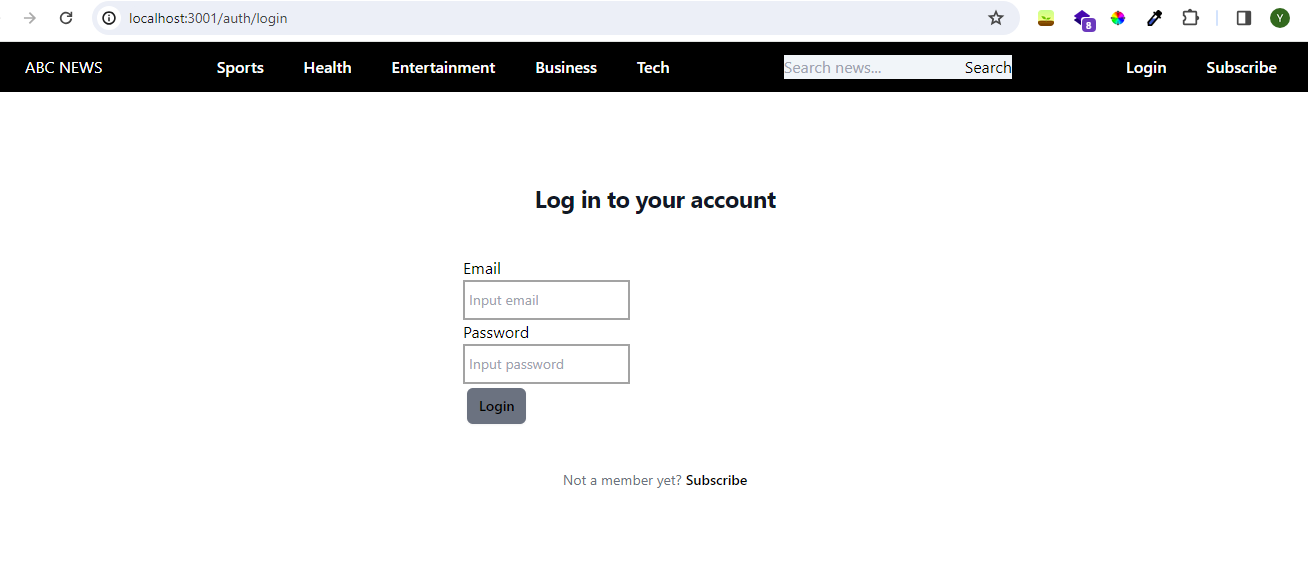 localhost:3001/auth/login
8
Y
ABC NEWS Sports Health Entertainment Business Tech Search news... Search Login Subscribe
Log in to your account
Email
Input email
Password
Input password
Login
Not a member yet? Subscribe